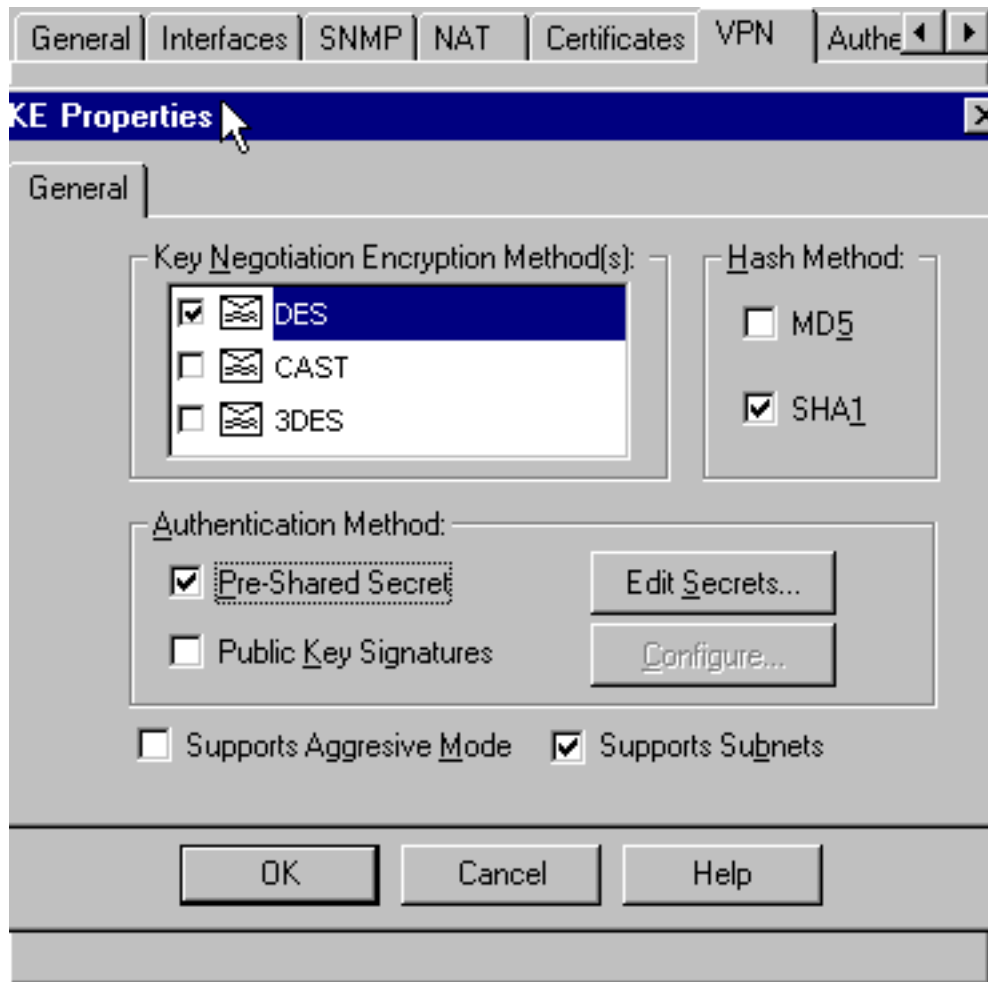 General Interfaces SNMP NAT Certificates VPN Authe
KE Properties
General
Key Negotiation Encryption Method(s):
DES
CAST
3DES
Hash Method:
MD5
SHA1
Authentication Method:
Pre-Shared Secret
Edit Secrets...
Public Key Signatures
Configure...
Supports Aggresive Mode
Supports Subnets
OK Cancel Help